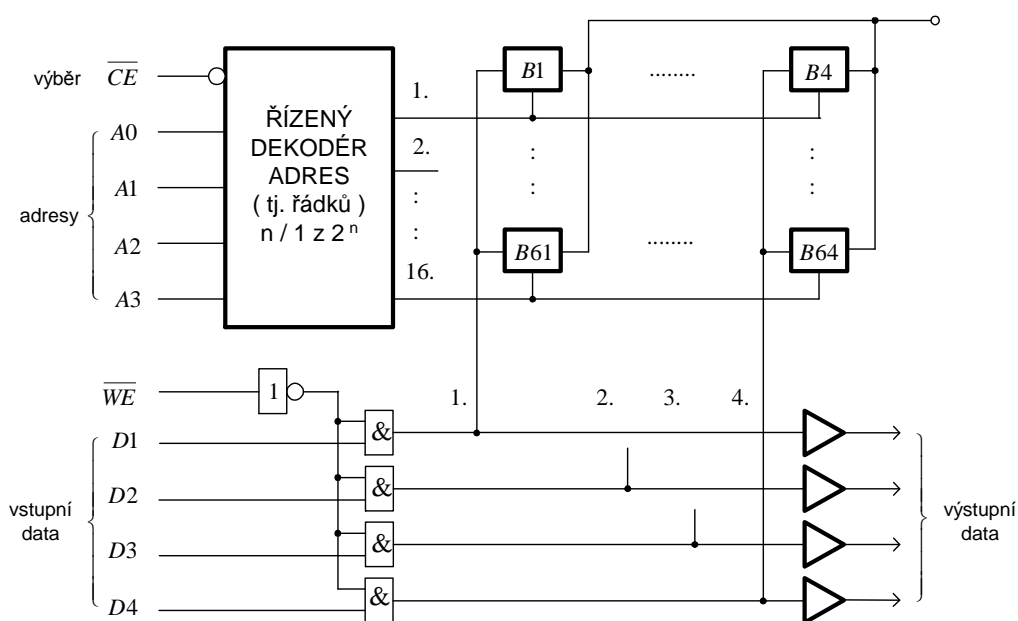 výběr
CE
A0
A1
A2
A3
adresy
ŘÍZENÝ
DEKODÉR
ADRES
( tj. řádků )
n / 1 z 2 n
1.
2.
:
:
16.
B1
........
B4
:
:
:
:
B61
........
B64
WE
1
1.
2.
3.
4.
D1
&
D2
&
D3
&
D4
&
vstupní
data
výstupní
data